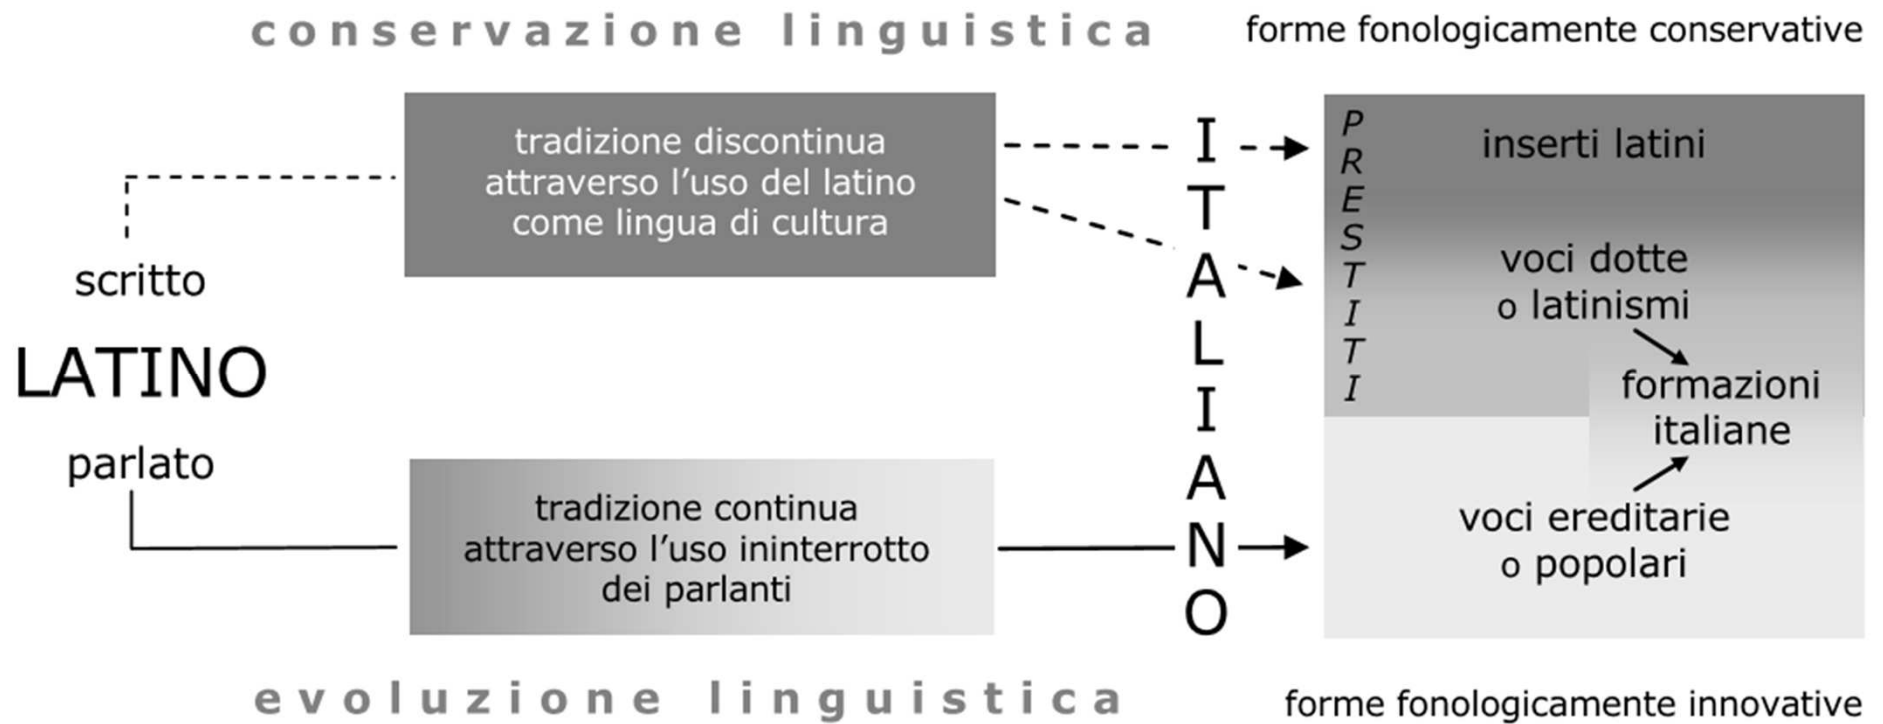 conservazione linguistica
forme fonologicamente conservative
tradizione discontinua
attraverso l'uso del latino
come lingua di cultura
scritto
LATINO
parlato
tradizione continua
attraverso l'uso ininterrotto
dei parlanti
ITALIANO
PRESTITI
inserti latini
voci dotte
o latinismi
formazioni
italiane
voci ereditarie
o popolari
evoluzione linguistica
forme fonologicamente innovative